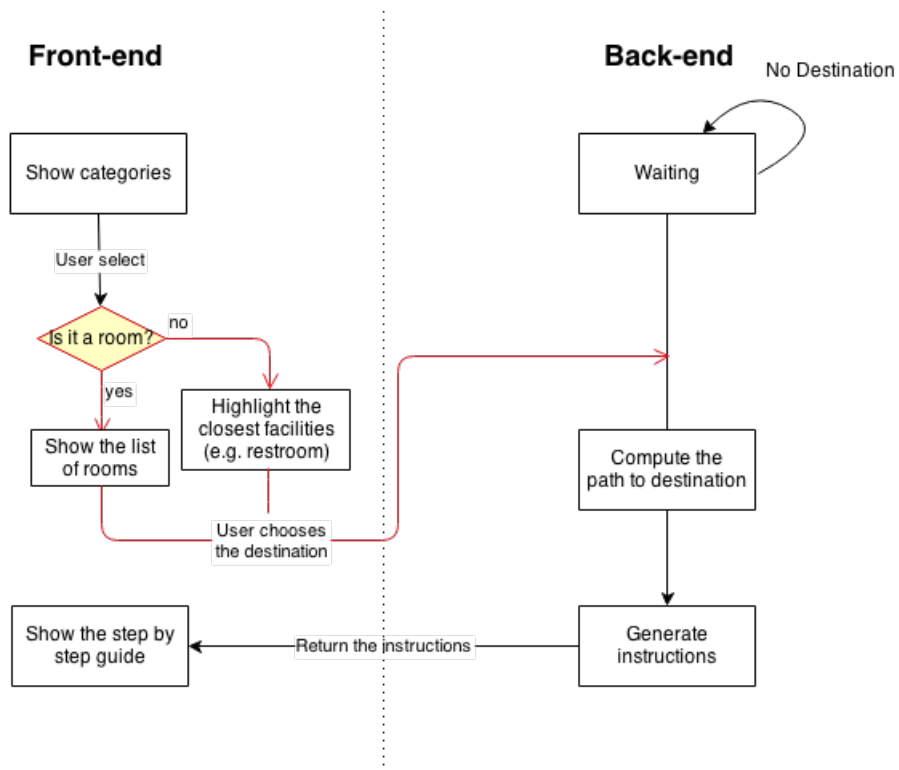 Front-end
Back-end
No Destination
Show categories
Waiting
User select
no
Is it a room?
yes
Highlight the
closest facilities
(e.g. restroom)
Show the list
of rooms
Compute the
path to destination
User chooses
the destination
Show the step by
step guide
Return the instructions
Generate
instructions